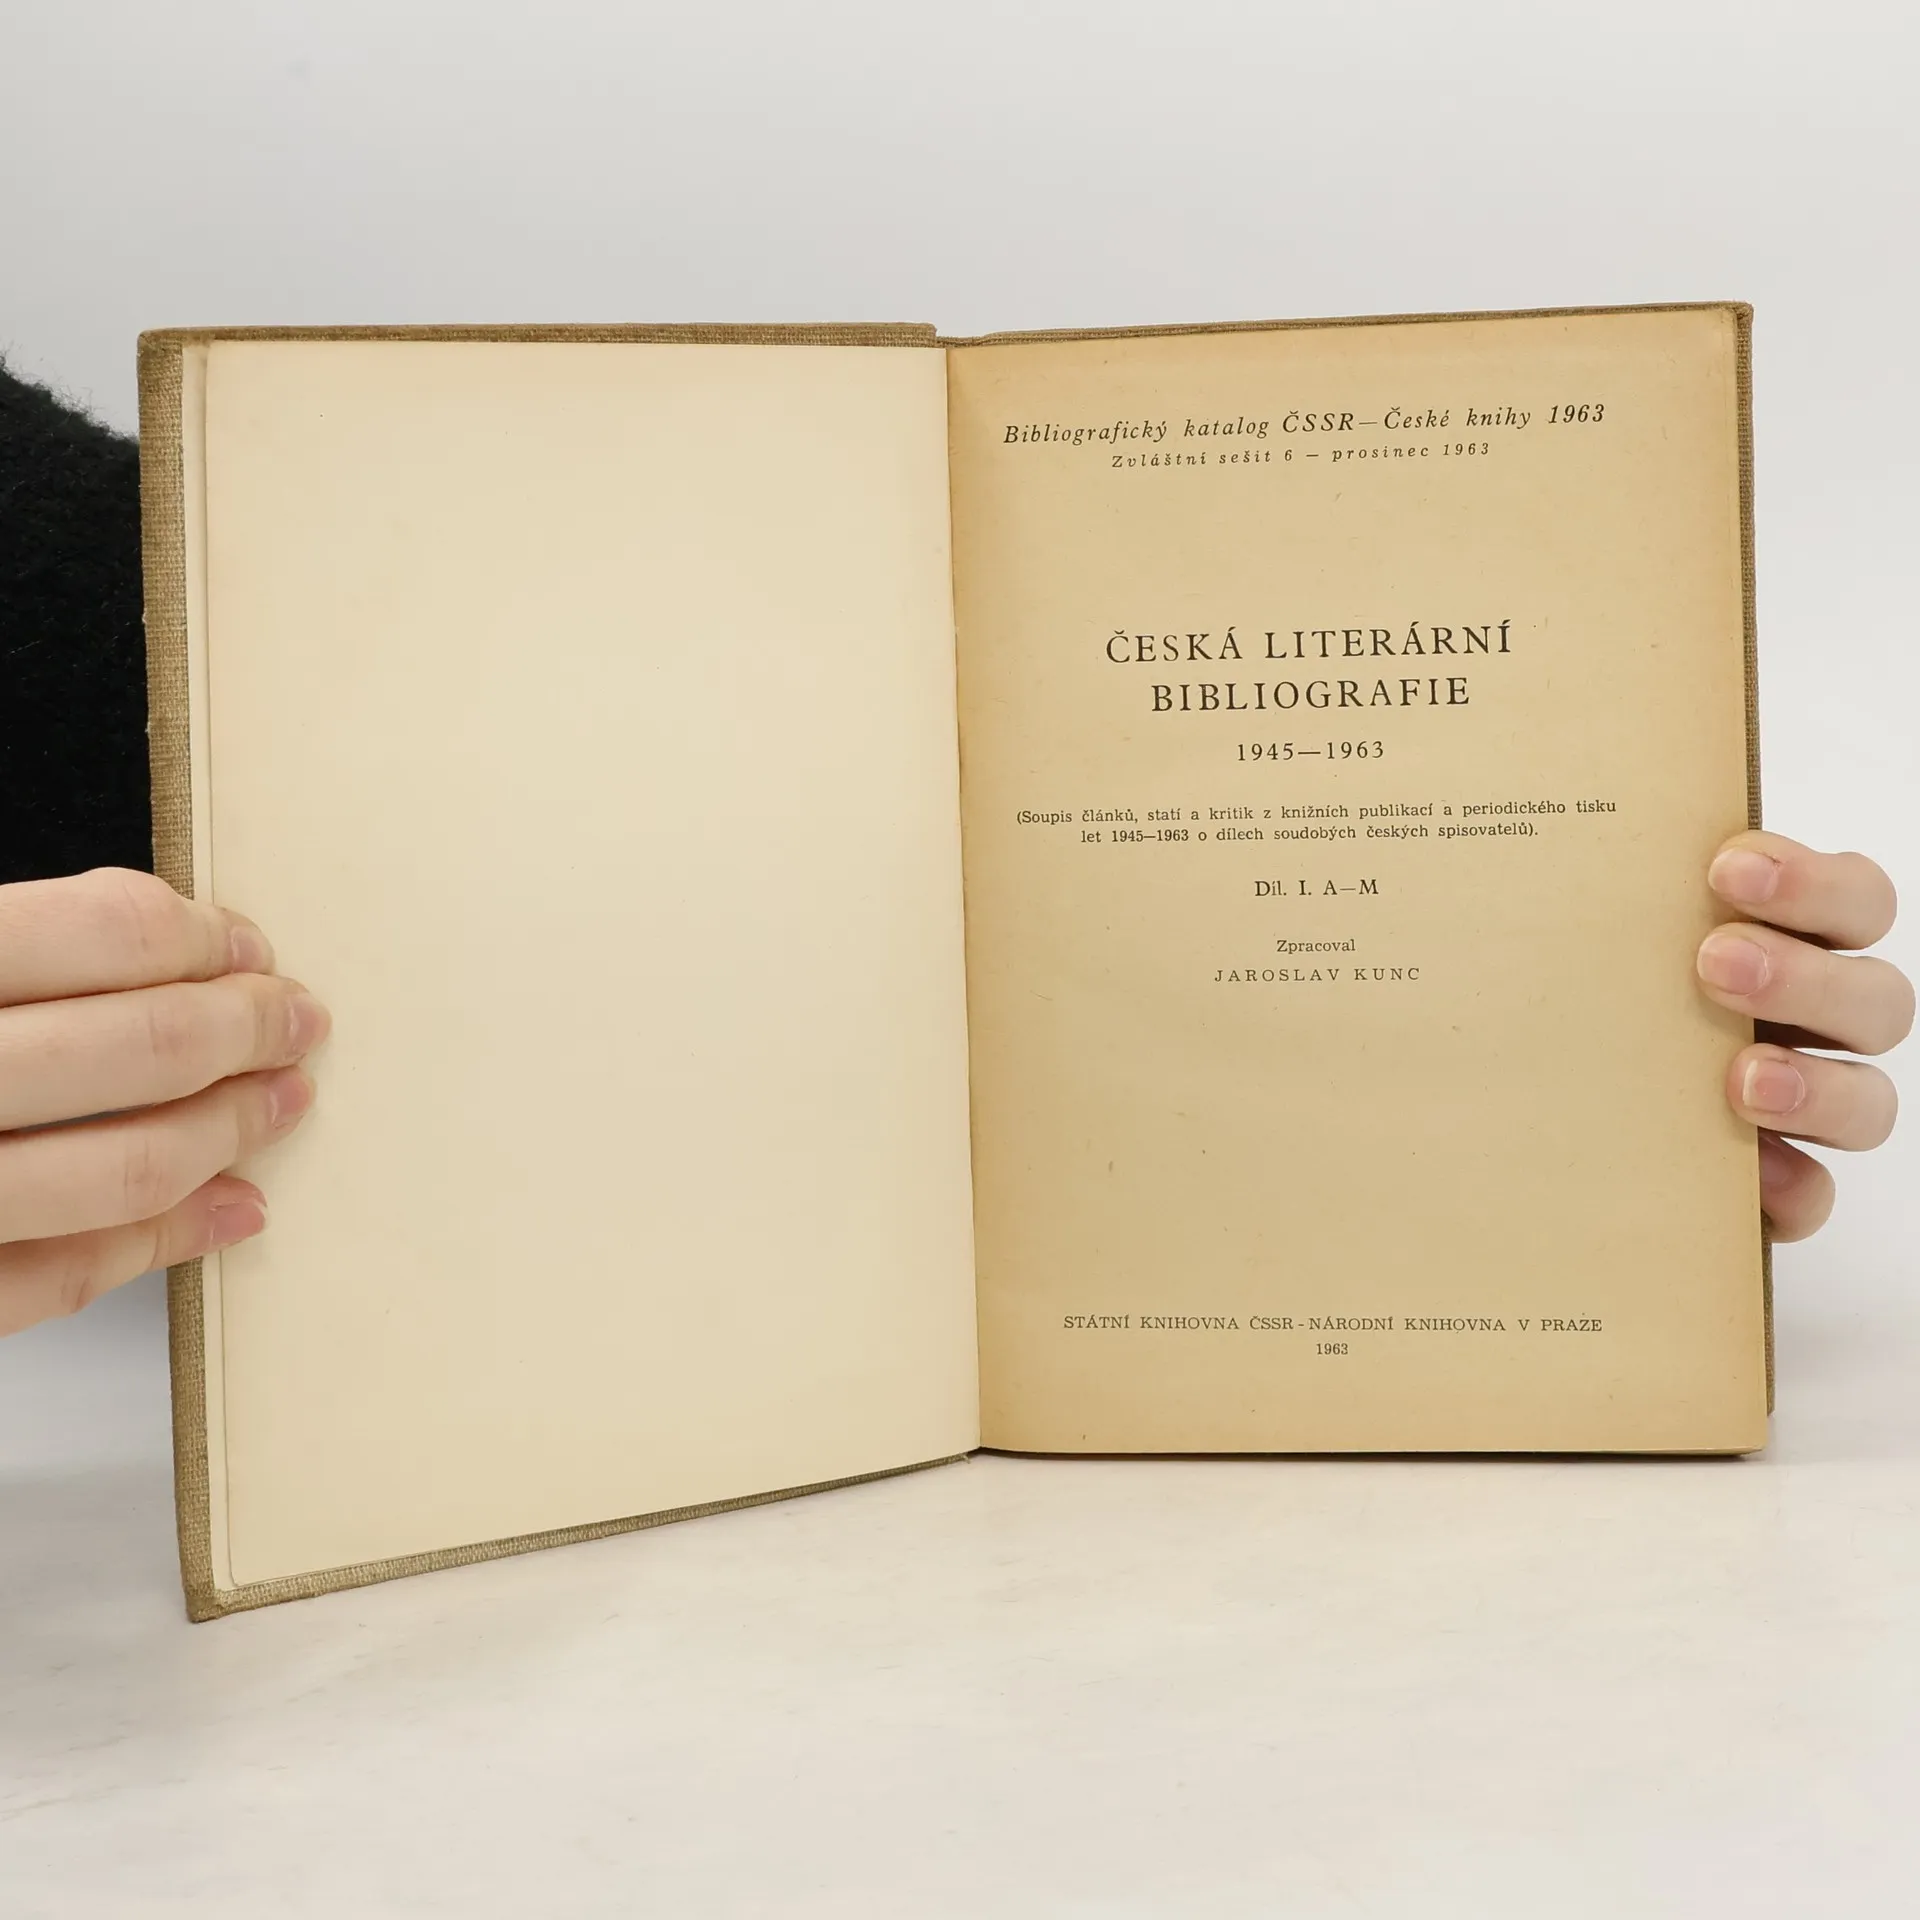 Bibliografický katalog ČSSR—České knihy 1963
Zvláštní sešit 6 — prosinec 1963
ČESKÁ LITERÁRNÍ
BIBLIOGRAFIE
1945—1963
(Soupis článků, statí a kritik z knižních publikací a periodického tisku
let 1945—1963 o dílech soudobých českých spisovatelů).
Díl. I. A—M
Zpracoval
JAROSLAV KUNC
STÁTNÍ KNIHOVNA ČSSR - NÁRODNÍ KNIHOVNA V PRAZE
1963